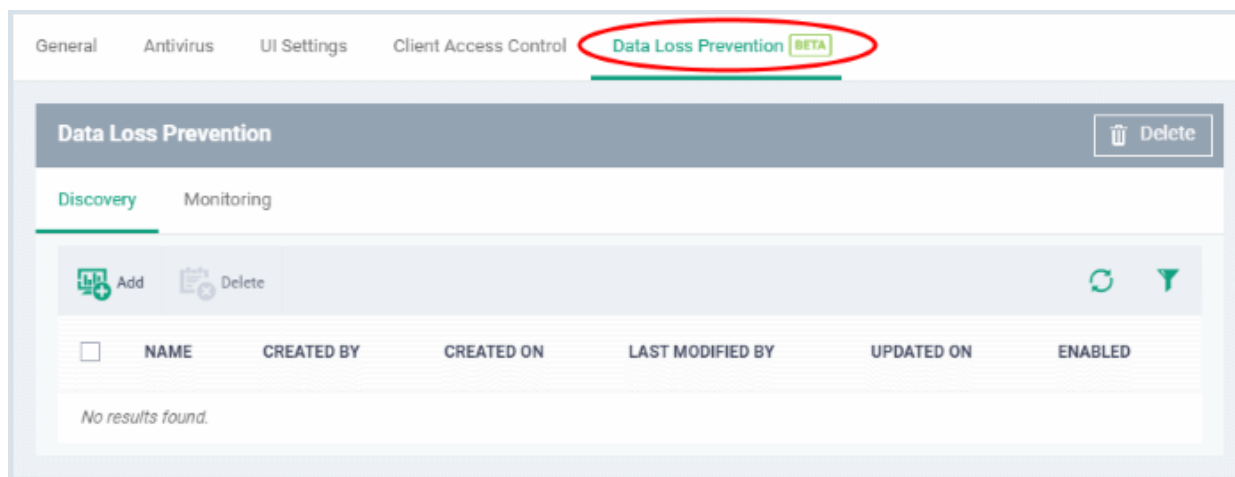 General Antivirus UI Settings Client Access Control Data Loss Prevention BETA
Data Loss Prevention Delete
Discovery Monitoring
Add Delete
NAME CREATED BY CREATED ON LAST MODIFIED BY UPDATED ON ENABLED
No results found.